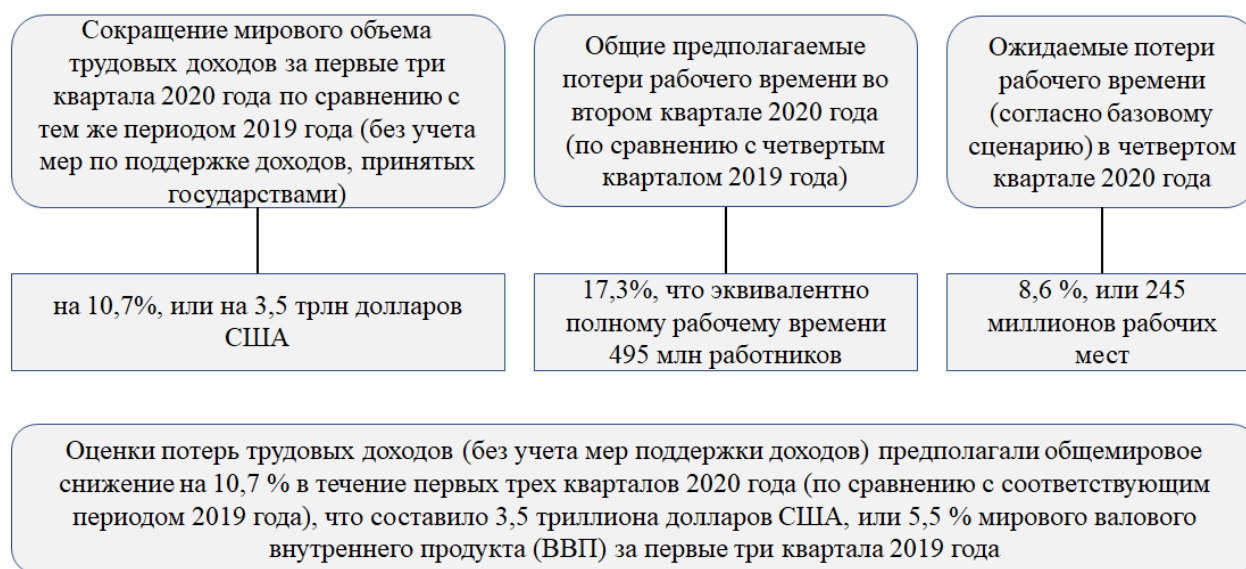 Сокращение мирового объема
трудовых доходов за первые три
квартала 2020 года по сравнению с
тем же периодом 2019 года (без учета
мер по поддержке доходов, принятых
государствами)
на 10,7%, или на 3,5 трлн долларов
США
Общие предполагаемые
потери рабочего времени во
втором квартале 2020 года
(по сравнению с четвертым
кварталом 2019 года)
17,3%, что эквивалентно
полному рабочему времени
495 млн работников
Ожидаемые потери
рабочего времени
(согласно базовому
сценарию) в четвертом
квартале 2020 года
8,6 %, или 245
миллионов рабочих
мест
Оценки потерь трудовых доходов (без учета мер поддержки доходов) предполагали общемировое
снижение на 10,7 % в течение первых трех кварталов 2020 года (по сравнению с соответствующим
периодом 2019 года), что составило 3,5 триллиона долларов США, или 5,5 % мирового валового
внутреннего продукта (ВВП) за первые три квартала 2019 года